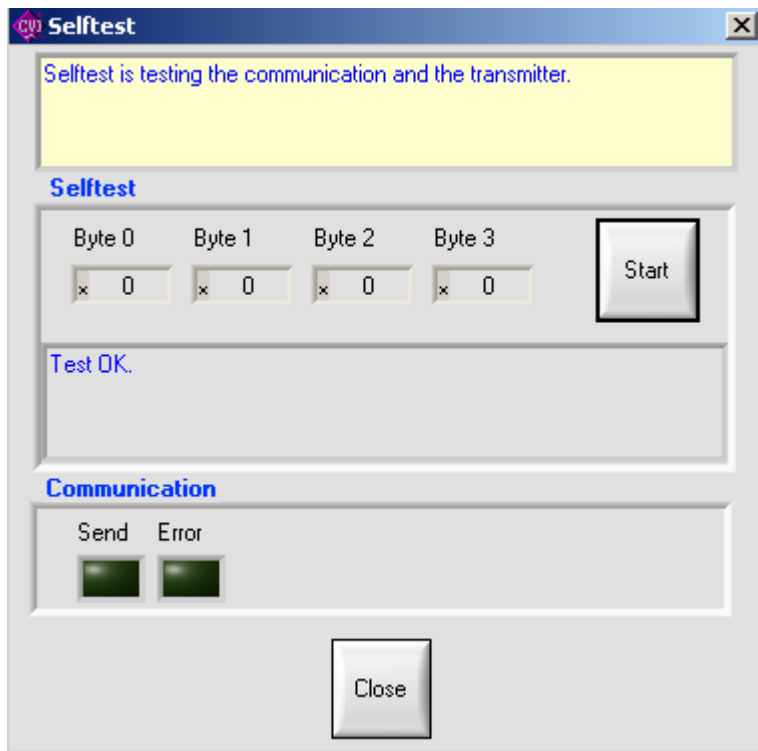 CVI Selftest
Selftest is testing the communication and the transmitter.
Selftest
Byte 0 Byte 1 Byte 2 Byte 3
x 0 x 0 x 0 x 0
Start
Test OK.
Communication
Send Error
Close